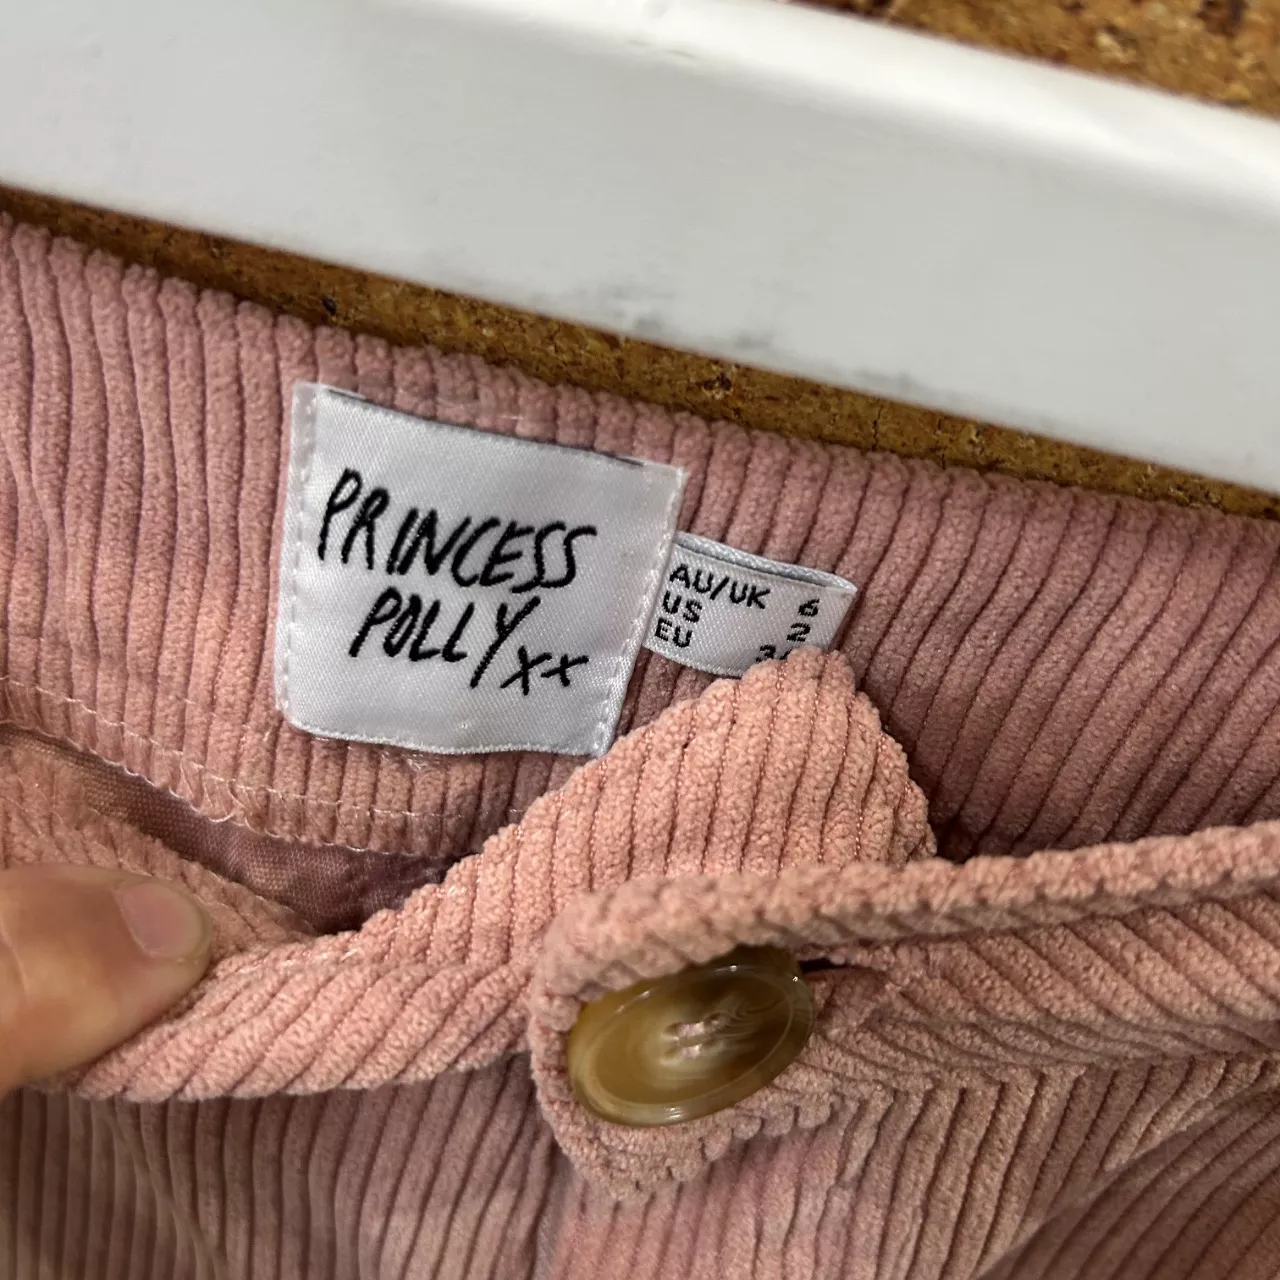 PRINCESS
POLLY xx
AU/UK 6
US 2
EU